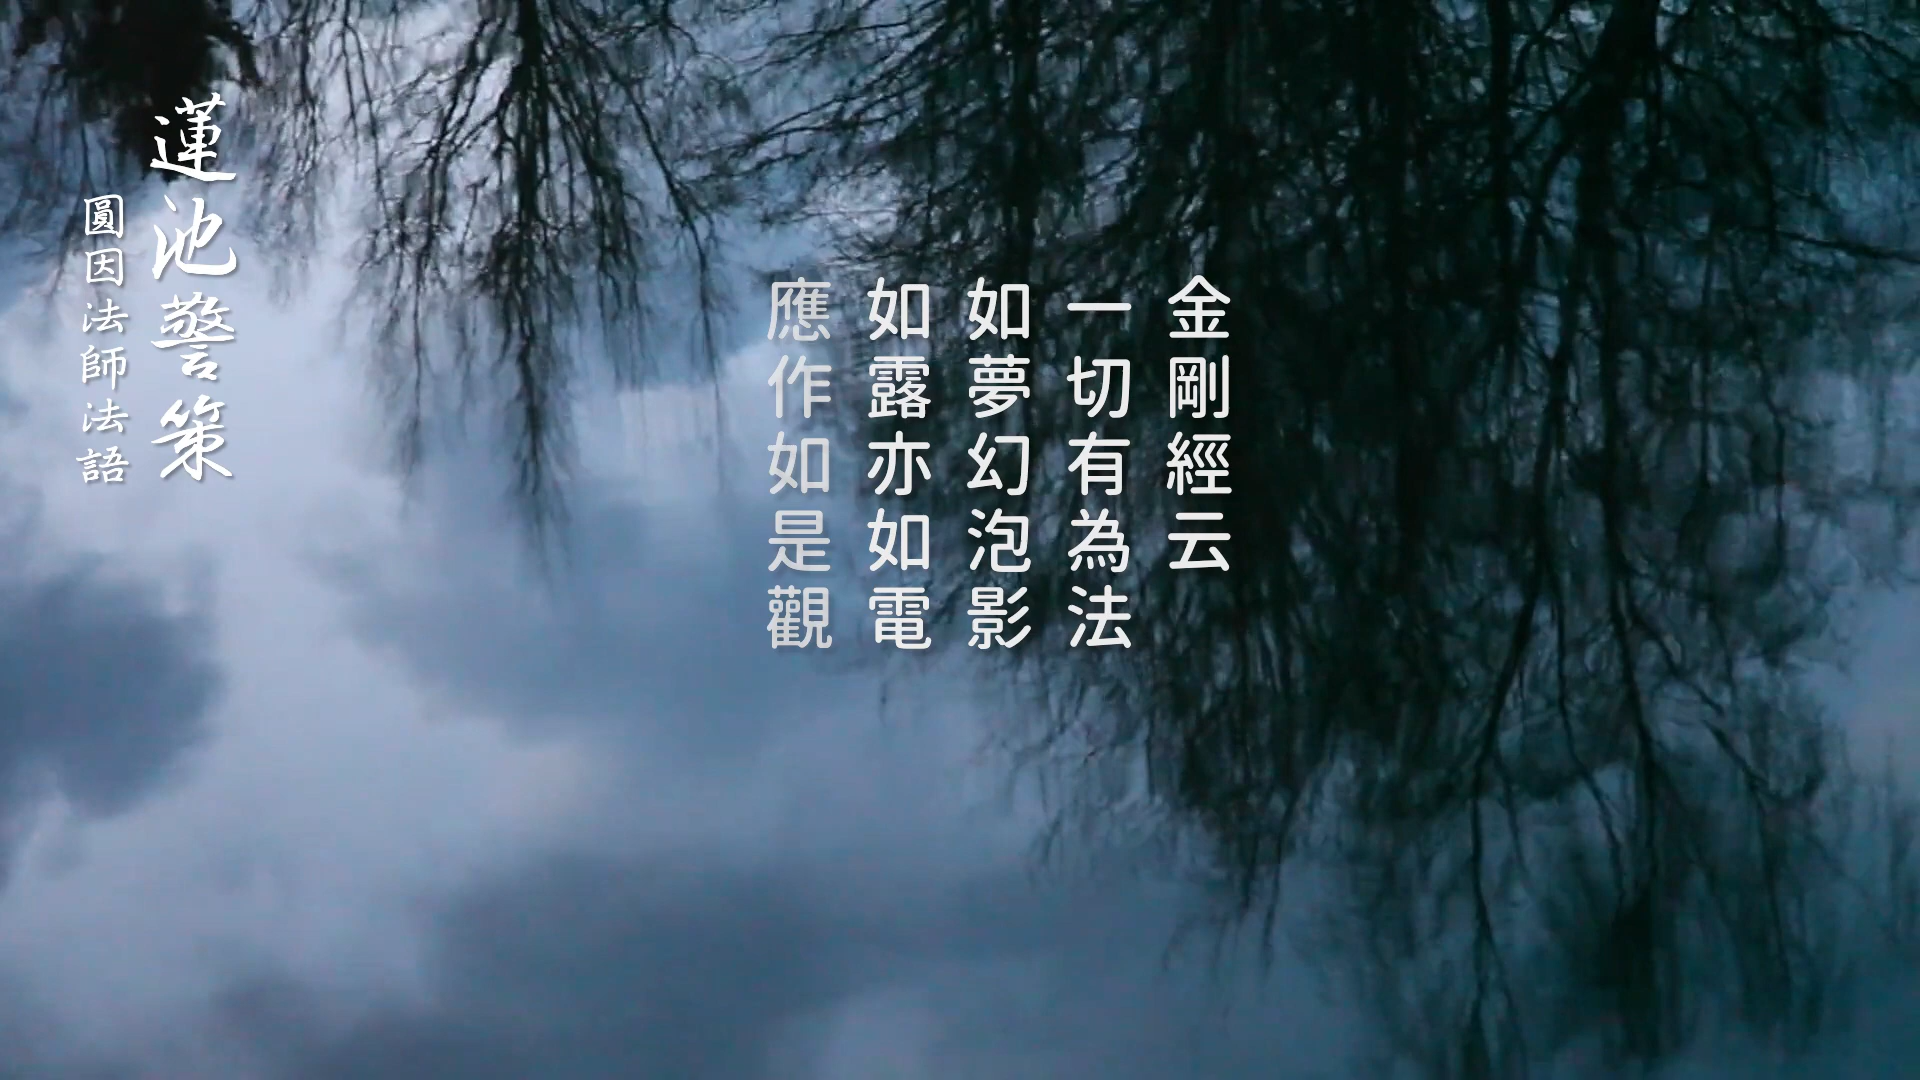 金剛經云
一切有為法
如夢幻泡影
如露亦如電
應作如是觀
蓮池警策
圓因法師法語